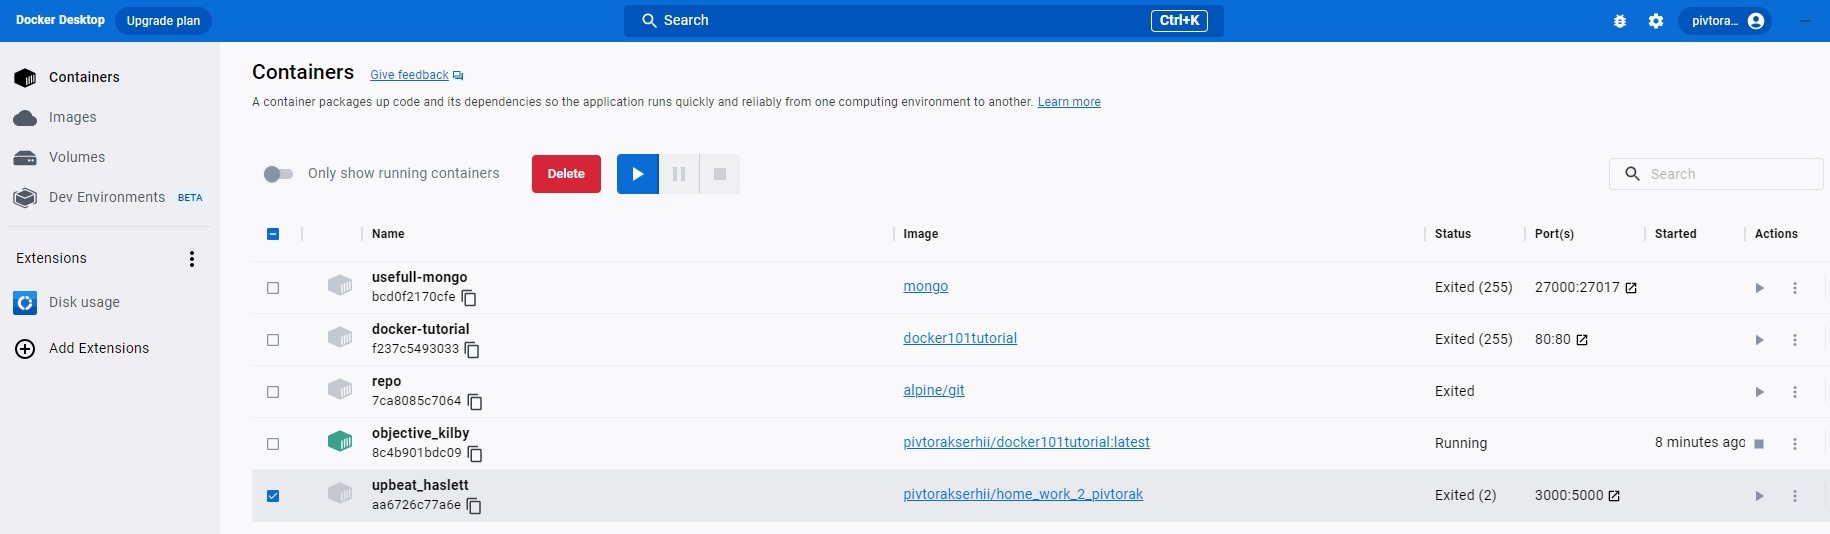 Docker Desktop Upgrade plan Search Ctrl+K pivtora...
Containers Give feedback
A container packages up code and its dependencies so the application runs quickly and reliably from one computing environment to another. Learn more
Containers
Images
Volumes
Dev Environments BETA
Extensions
Disk usage
Add Extensions
Only show running containers Delete Search
Name Image Status Port(s) Started Actions
usefull-mongo
bcd0f2170cfe mongo Exited (255) 27000:27017
docker-tutorial
f237c5493033 docker101tutorial Exited (255) 80:80
repo
7ca8085c7064 alpine/git Exited
objective_kilby
8c4b901bdc09 pivtorakserhii/docker101tutorial:latest Running 8 minutes ago
upbeat_haslett
aa6726c77a6e pivtorakserhii/home_work_2_pivtorak Exited (2) 3000:5000